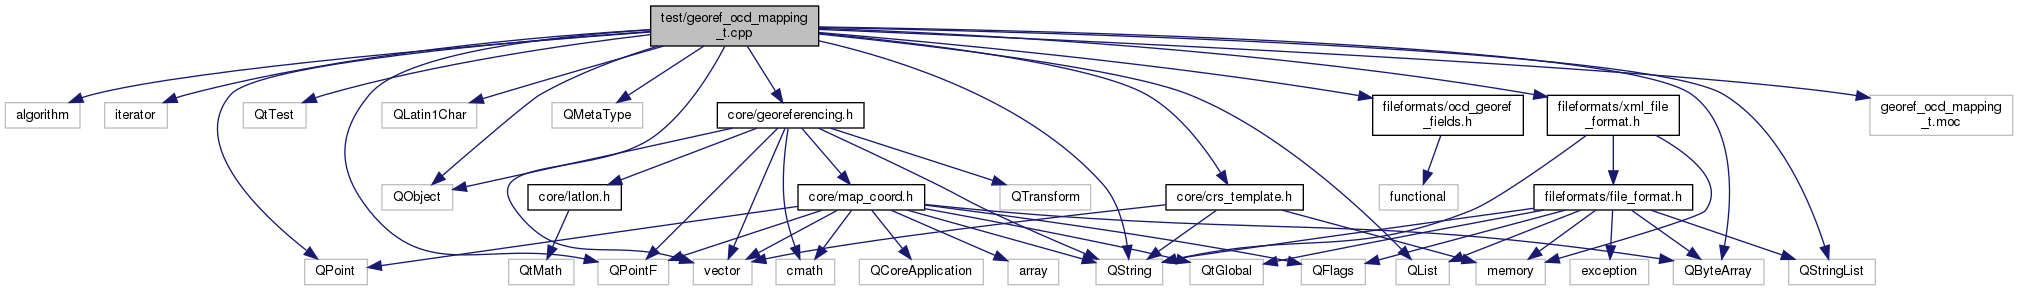 test/georef_ocd_mapping
_t.cpp
algorithm
iterator
QtTest
QLatin1Char
QMetaType
core/georeferencing.h
fileformats/ocd_georef
_fields.h
fileformats/xml_file
_format.h
georef_ocd_mapping
_t.moc
QObject
core/latlon.h
core/map_coord.h
QTransform
core/crs_template.h
functional
fileformats/file_format.h
QPoint
QtMath
QPointF
vector
cmath
QCoreApplication
array
QString
QtGlobal
QFlags
QList
memory
exception
QByteArray
QStringList